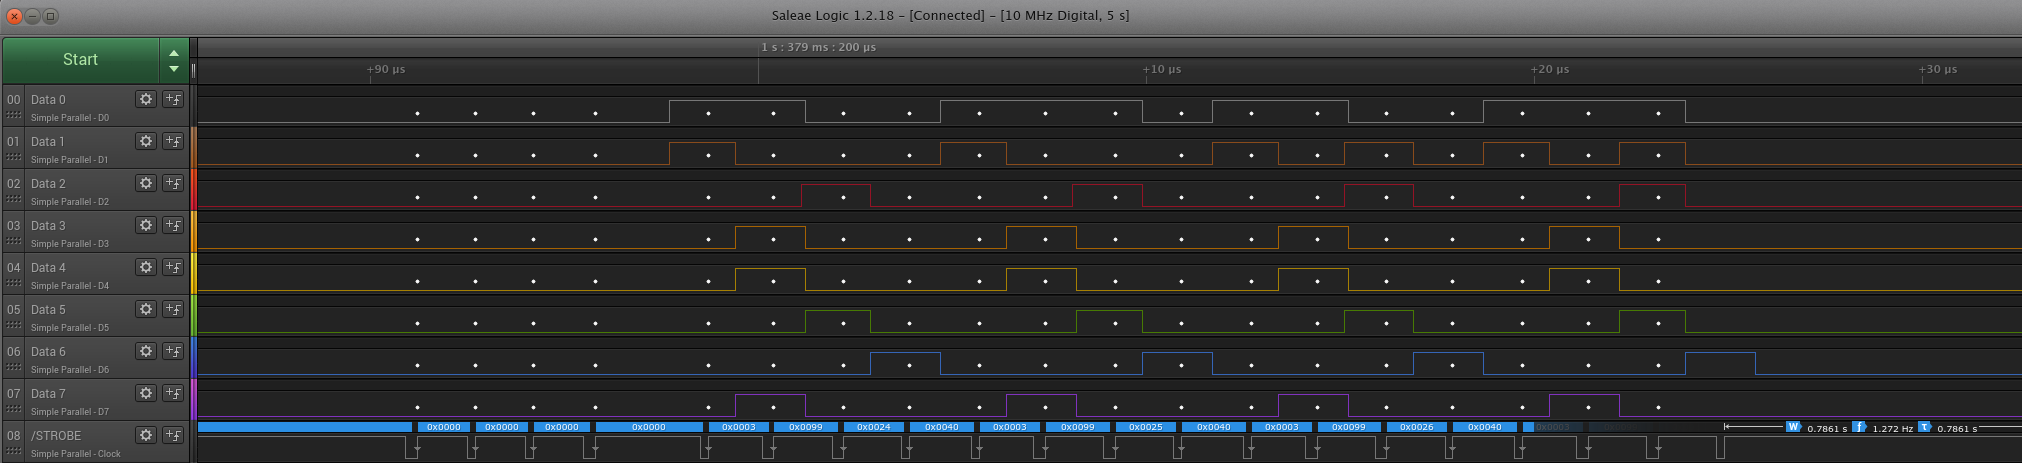 Saleae Logic 1.2.18 – [Connected] – [10 MHz Digital, 5 s]
Start
1 s : 379 ms : 200 µs
+90 µs +10 µs +20 µs +30 µs
00 Data 0
Simple Parallel - D0
01 Data 1
Simple Parallel - D1
02 Data 2
Simple Parallel - D2
03 Data 3
Simple Parallel - D3
04 Data 4
Simple Parallel - D4
05 Data 5
Simple Parallel - D5
06 Data 6
Simple Parallel - D6
07 Data 7
Simple Parallel - D7
0x0000 0x0000 0x0000 0x0000 0x0003 0x0099 0x0024 0x0040 0x0003 0x0099 0x0025 0x0040 0x0003 0x0099 0x0026 0x0040 0x0003 W 0.7861 s f 1.272 Hz T 0.7861 s
08 /STROBE
Simple Parallel - Clock